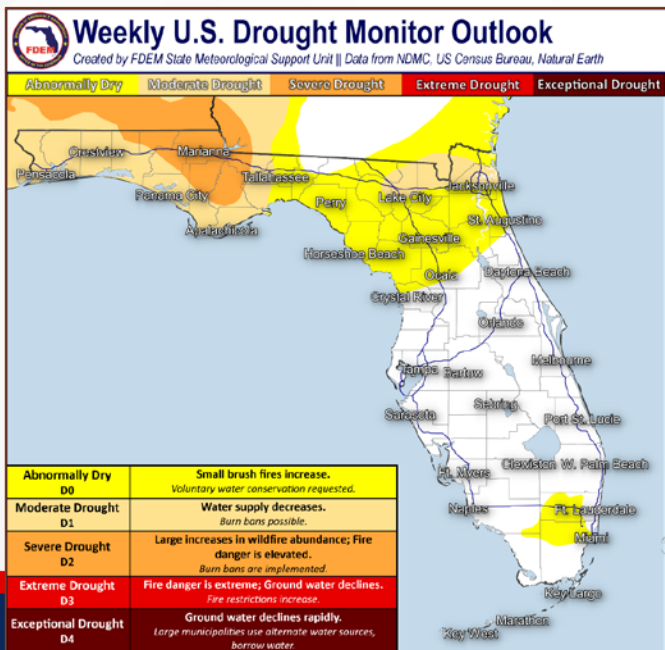 Weekly U.S. Drought Monitor Outlook
FDEM
Created by FDEM State Meteorological Support Unit || Data from NDMC, US Census Bureau, Natural Earth
Abnormally Dry Moderate Drought Severe Drought Extreme Drought Exceptional Drought
Crestview Marianna
Pensacola Tallahassee Jacksonville
Panama City Perry Lake City
Apalachicola St. Augustine
Gainesville
Horseshoe Beach
Ocala Daytona Beach
Crystal River
Orlando
Melbourne
Tampa Bartow
Sebring
Sarasota Port St. Lucie
Ft. Myers Clewiston W. Palm Beach
Naples Ft. Lauderdale
Miami
Key Largo
Marathon
Key West
Abnormally Dry
D0
Small brush fires increase.
Voluntary water conservation requested.
Moderate Drought
D1
Water supply decreases.
Burn bans possible.
Severe Drought
D2
Large increases in wildfire abundance; Fire
danger is elevated.
Burn bans are implemented.
Extreme Drought
D3
Fire danger is extreme; Ground water declines.
Fire restrictions increase.
Exceptional Drought
D4
Ground water declines rapidly.
Large municipalities use alternate water sources,
borrow water.